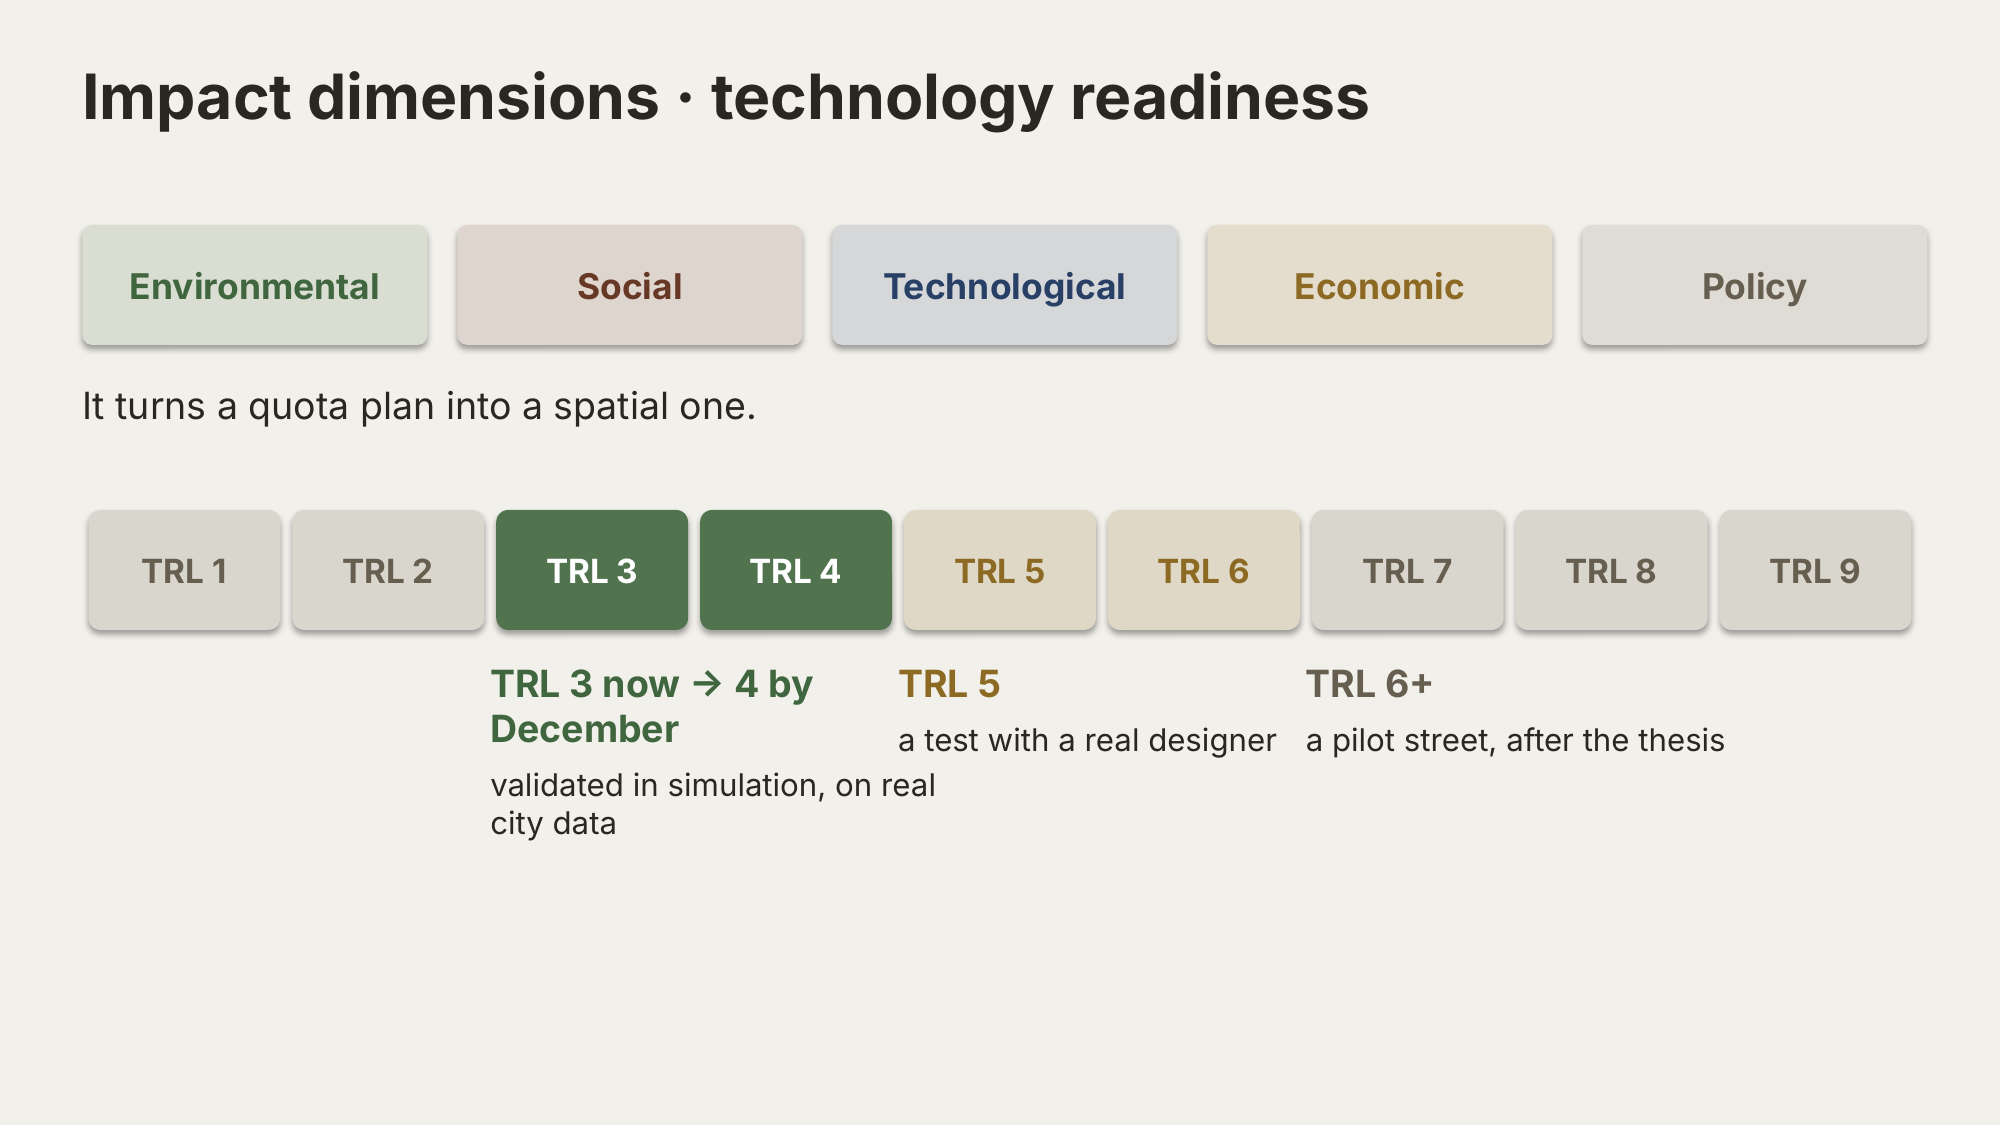 Impact dimensions · technology readiness
Environmental
Social
Technological
Economic
Policy
It turns a quota plan into a spatial one.
TRL 1
TRL 2
TRL 3
TRL 4
TRL 5
TRL 6
TRL 7
TRL 8
TRL 9
TRL 3 now → 4 by
December
validated in simulation, on real
city data
TRL 5
a test with a real designer
TRL 6+
a pilot street, after the thesis